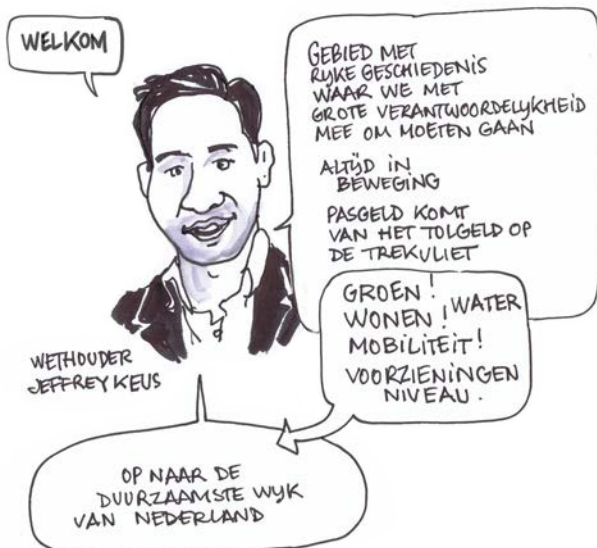 WELKOM
GEBIED MET
RIJKE GESCHIEDENIS
WAAR WE MET
GROTE VERANTWOORDELIJKHEID
MEE OM MOETEN GAAN
ALTIJD IN
BEWEGING
PASGELD KOMT
VAN HET TOLGELD OP
DE TREKVLIET
GROEN!
WONEN! WATER
MOBILITEIT!
VOORZIENINGEN
NIVEAU.
WETHOUDER
JEFFREY KEUS
OP NAAR DE
DUURZAAMSTE WIJK
VAN NEDERLAND